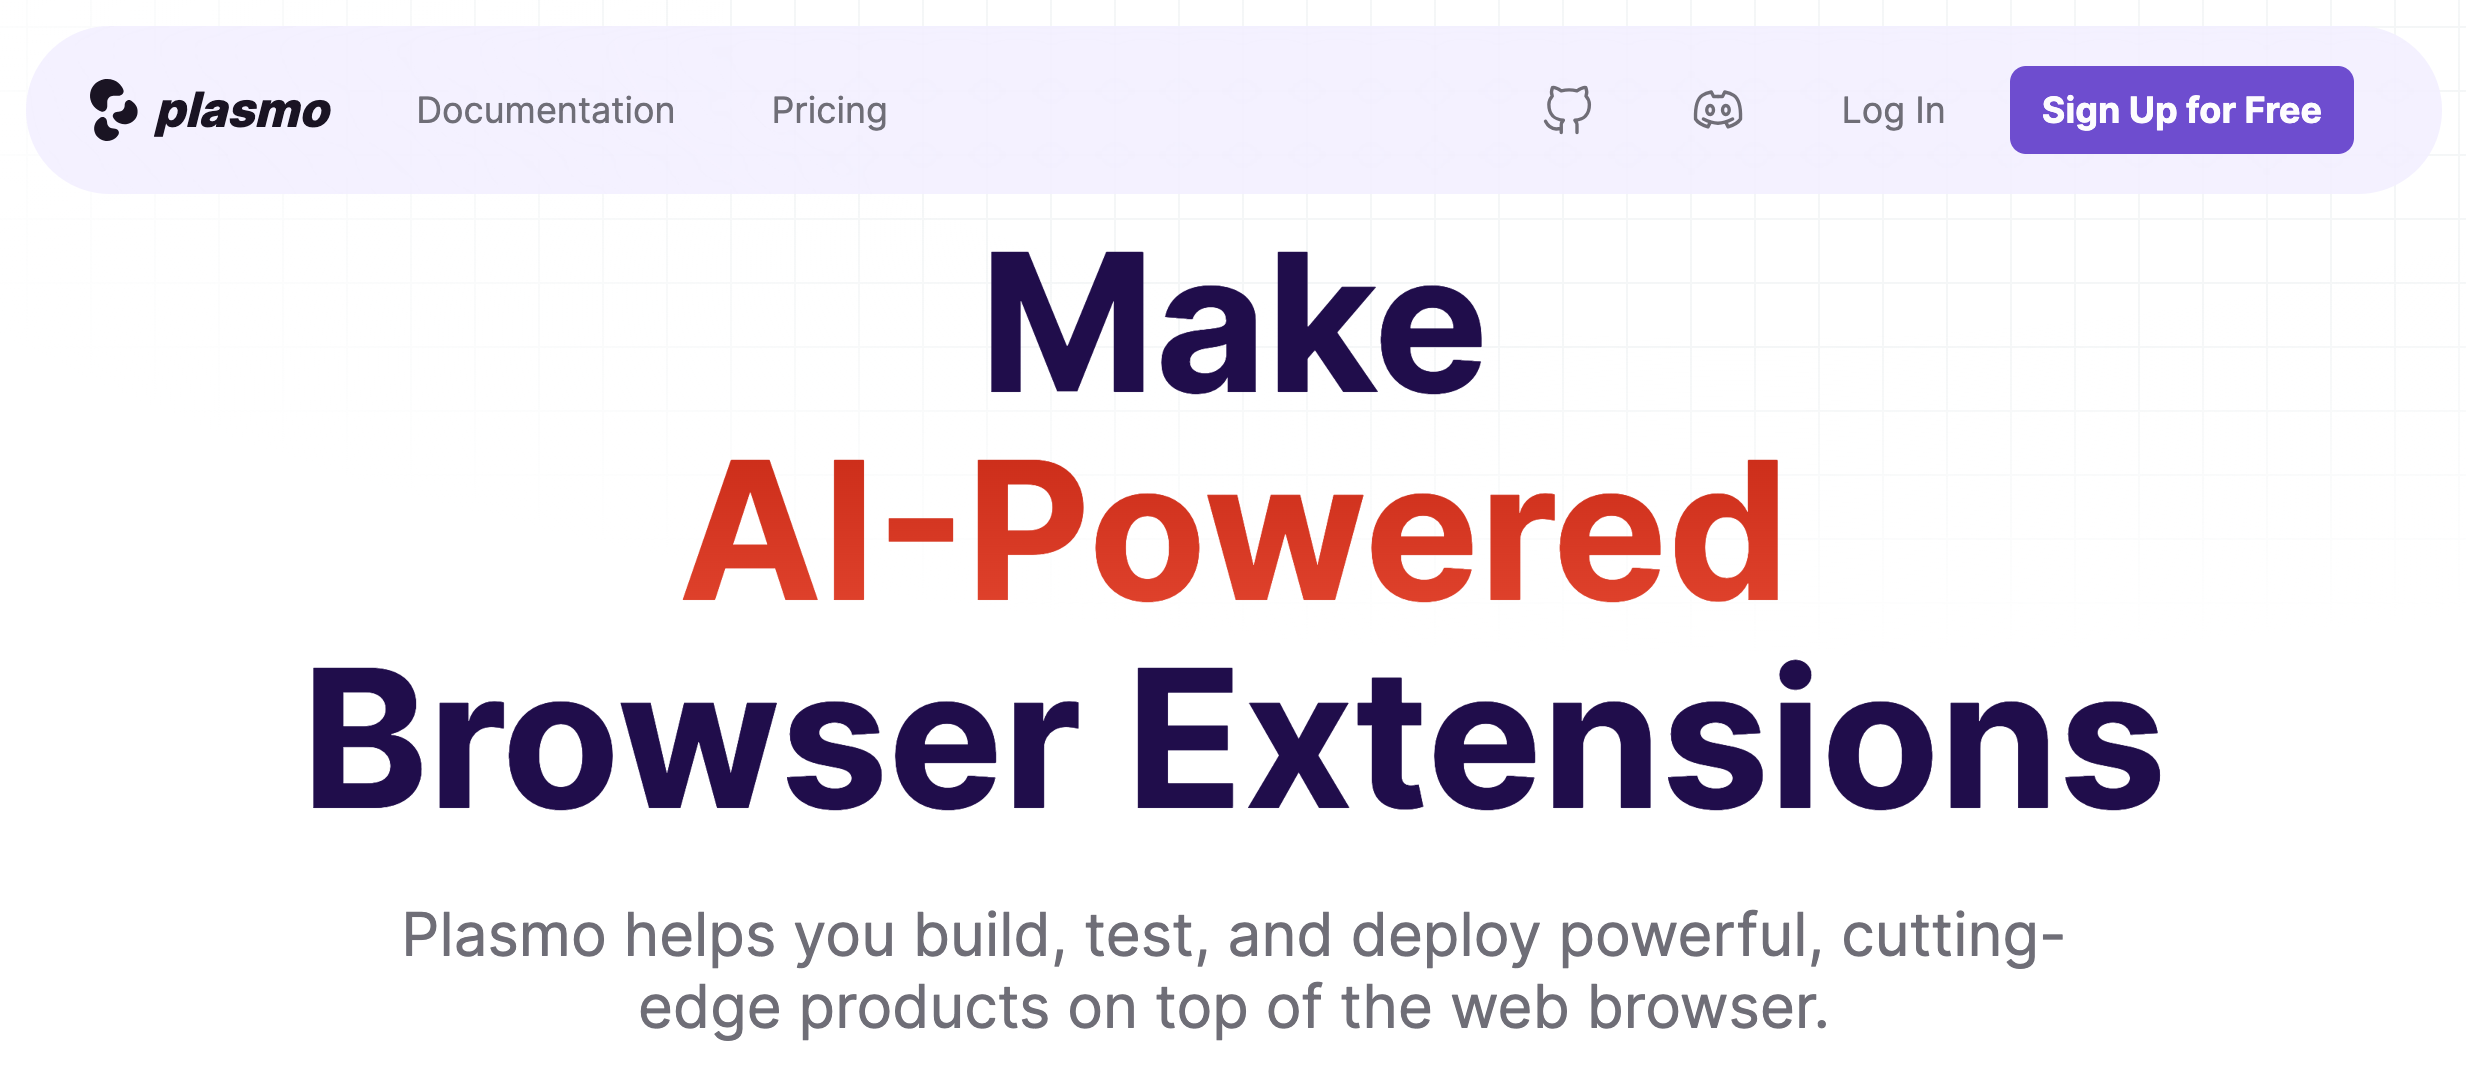 plasmo Documentation Pricing Log In Sign Up for Free
Make
AI-Powered
Browser Extensions
Plasmo helps you build, test, and deploy powerful, cutting-
edge products on top of the web browser.